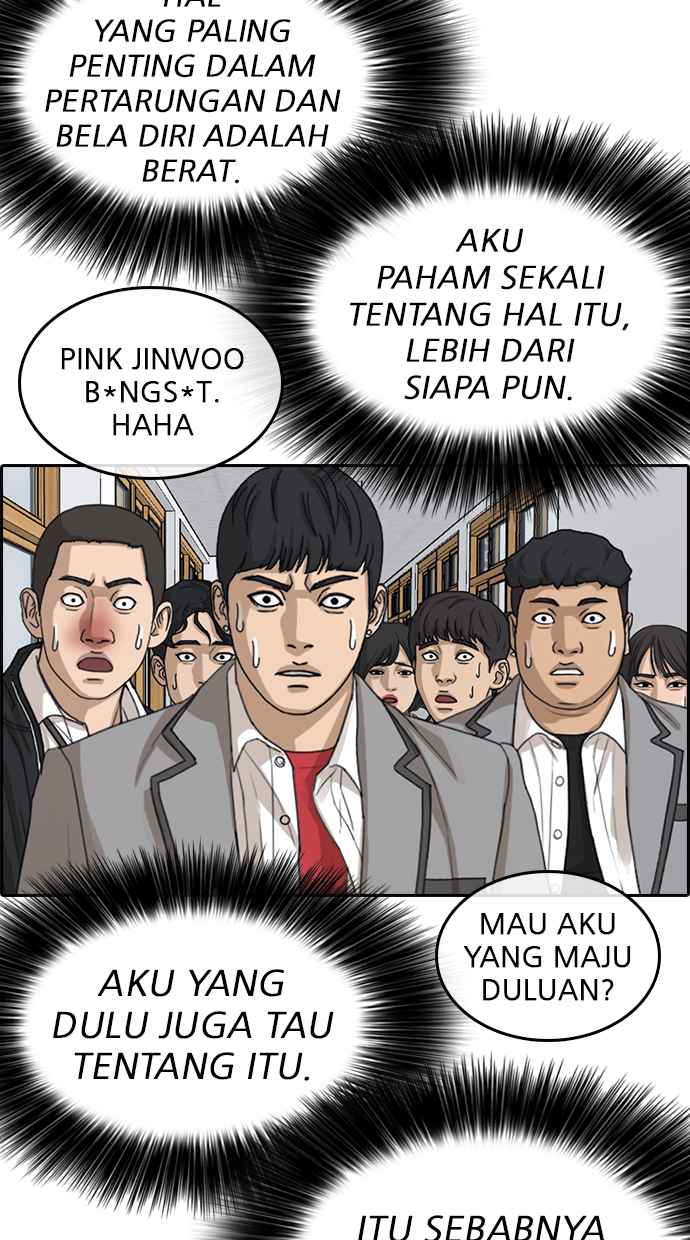 HAL
YANG PALING
PENTING DALAM
PERTARUNGAN DAN
BELA DIRI ADALAH
BERAT.
AKU
PAHAM SEKALI
TENTANG HAL ITU,
LEBIH DARI
SIAPA PUN.
PINK JINWOO
B*NGS*T.
HAHA
MAU AKU
YANG MAJU
DULUAN?
AKU YANG
DULU JUGA TAU
TENTANG ITU.
ITU SEBABNYA